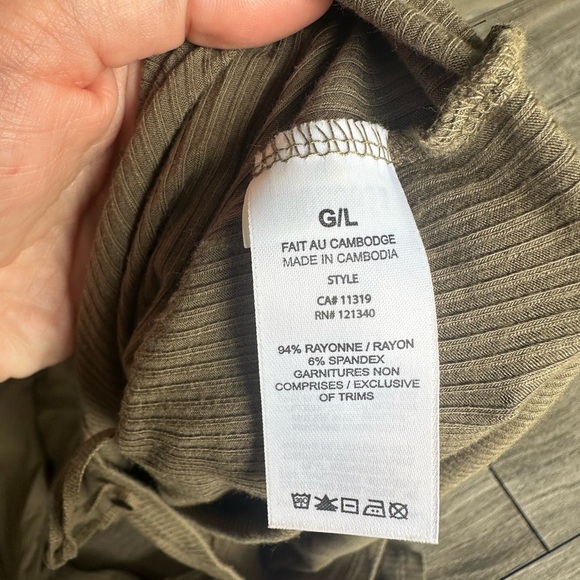 G/L
FAIT AU CAMBODGE
MADE IN CAMBODIA
STYLE
CA# 11319
RN# 121340
94% RAYONNE / RAYON
6% SPANDEX
GARNITURES NON
COMPRISES / EXCLUSIVE
OF TRIMS